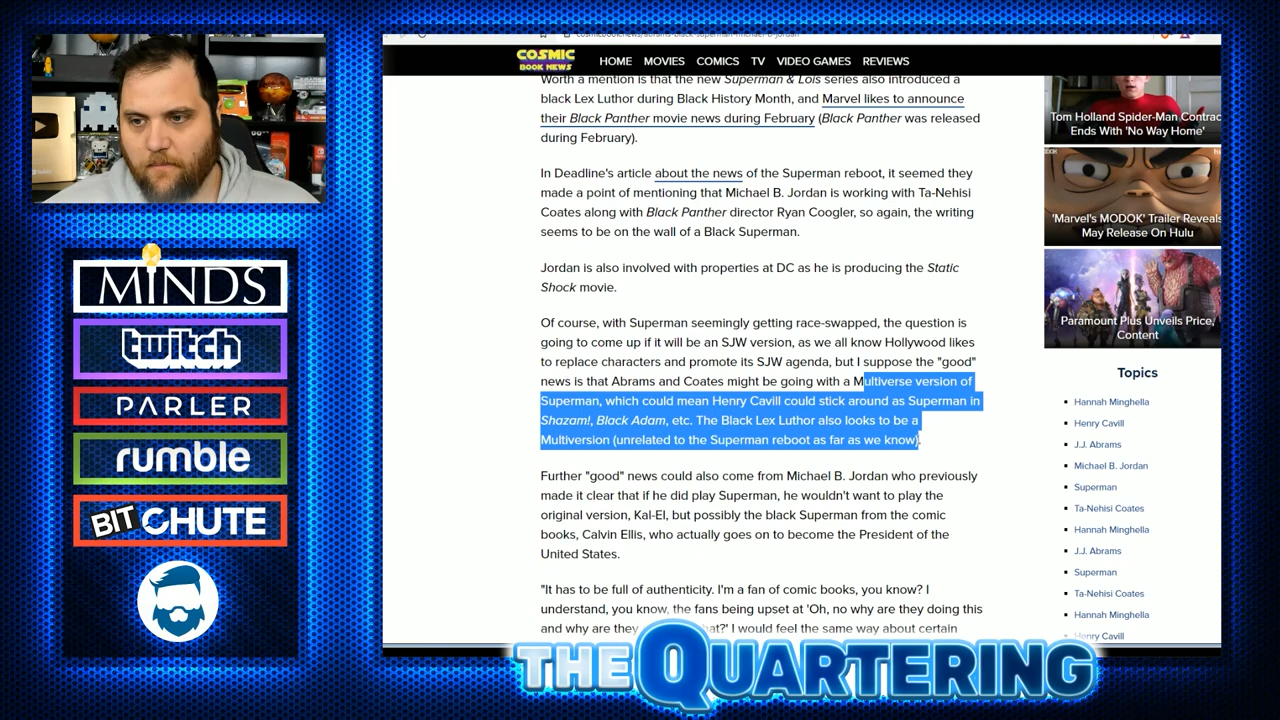 COSMIC
BOOK NEWS
HOME MOVIES COMICS TV VIDEO GAMES REVIEWS
Worth a mention is that the new Superman & Lois series also introduced a
black Lex Luthor during Black History Month, and Marvel likes to announce
their Black Panther movie news during February (Black Panther was released
during February).
In Deadline's article about the news of the Superman reboot, it seemed they
made a point of mentioning that Michael B. Jordan is working with Ta-Nehisi
Coates along with Black Panther director Ryan Coogler, so again, the writing
seems to be on the wall of a Black Superman.
Jordan is also involved with properties at DC as he is producing the Static
Shock movie.
Of course, with Superman seemingly getting race-swapped, the question is
going to come up if it will be an SJW version, as we all know Hollywood likes
to replace characters and promote its SJW agenda, but I suppose the "good"
news is that Abrams and Coates might be going with a Multiverse version of
Superman, which could mean Henry Cavill could stick around as Superman in
Shazam!, Black Adam, etc. The Black Lex Luthor also looks to be a
Multiversion (unrelated to the Superman reboot as far as we know).
Further "good" news could also come from Michael B. Jordan who previously
made it clear that if he did play Superman, he wouldn't want to play the
original version, Kal-El, but possibly the black Superman from the comic
books, Calvin Ellis, who actually goes on to become the President of the
United States.
"It has to be full of authenticity. I'm a fan of comic books, you know? I
understand, you know, the fans being upset at 'Oh, no why are they doing this
and why are they hat?' I would feel the same way about certain
Tom Holland Spider-Man Contrac
Ends With 'No Way Home'
'Marvel's MODOK' Trailer Reveals
May Release On Hulu
Paramount Plus Unveils Price,
Content
Topics
Hannah Minghella
Henry Cavill
J.J. Abrams
Michael B. Jordan
Superman
Ta-Nehisi Coates
Hannah Minghella
J.J. Abrams
Superman
Ta-Nehisi Coates
Hannah Minghella
Henry Cavill
MINDS
twitch
PARLER
rumble
BITCHUTE
THE QUARTERING